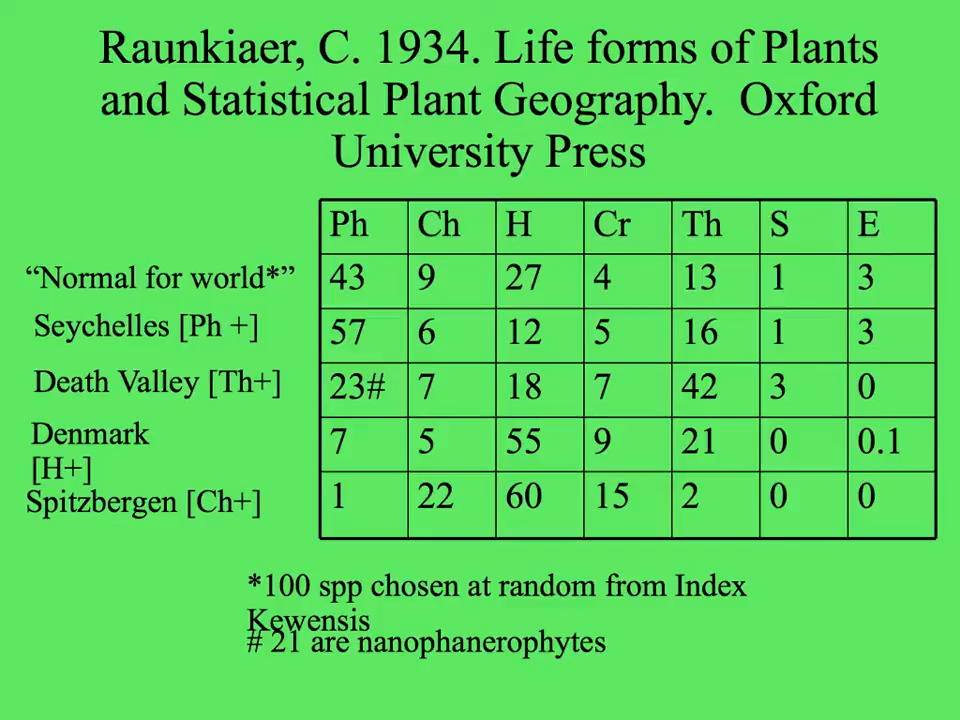 Raunkiaer, C. 1934. Life forms of Plants
and Statistical Plant Geography.  Oxford
University Press
Ph Ch H Cr Th S E
“Normal for world*” 43 9 27 4 13 1 3
Seychelles [Ph +] 57 6 12 5 16 1 3
Death Valley [Th+] 23# 7 18 7 42 3 0
Denmark
[H+] 7 5 55 9 21 0 0.1
Spitzbergen [Ch+] 1 22 60 15 2 0 0
*100 spp chosen at random from Index
Kewensis
# 21 are nanophanerophytes